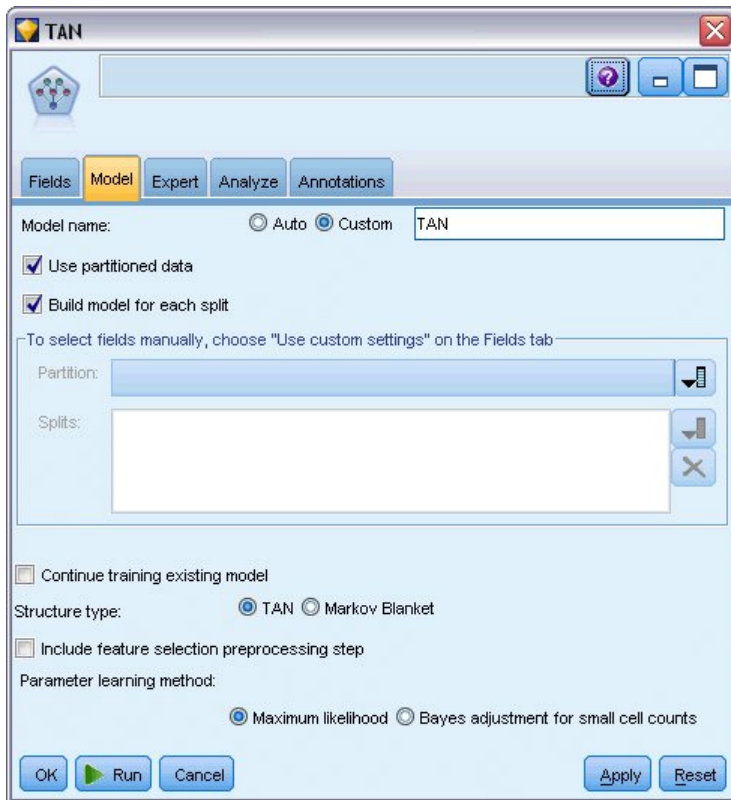 TAN
?
Fields Model Expert Analyze Annotations
Model name: Auto Custom TAN
Use partitioned data
Build model for each split
To select fields manually, choose "Use custom settings" on the Fields tab
Partition:
Splits:
Continue training existing model
Structure type: TAN Markov Blanket
Include feature selection preprocessing step
Parameter learning method:
Maximum likelihood Bayes adjustment for small cell counts
OK Run Cancel Apply Reset